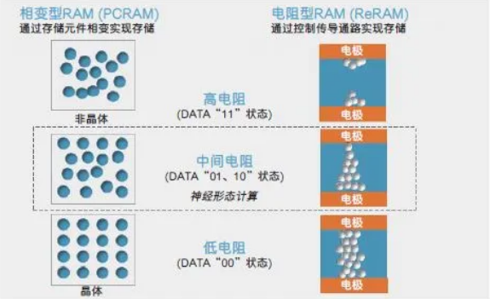 相变型RAM (PCRAM)
通过存储元件相变实现存储
电阻型RAM (ReRAM)
通过控制传导通路实现存储
非晶体
高电阻
(DATA“11”状态)
电极
电极
中间电阻
(DATA“01、10”状态)
神经形态计算
电极
电极
晶体
低电阻
(DATA“00”状态)
电极
电极